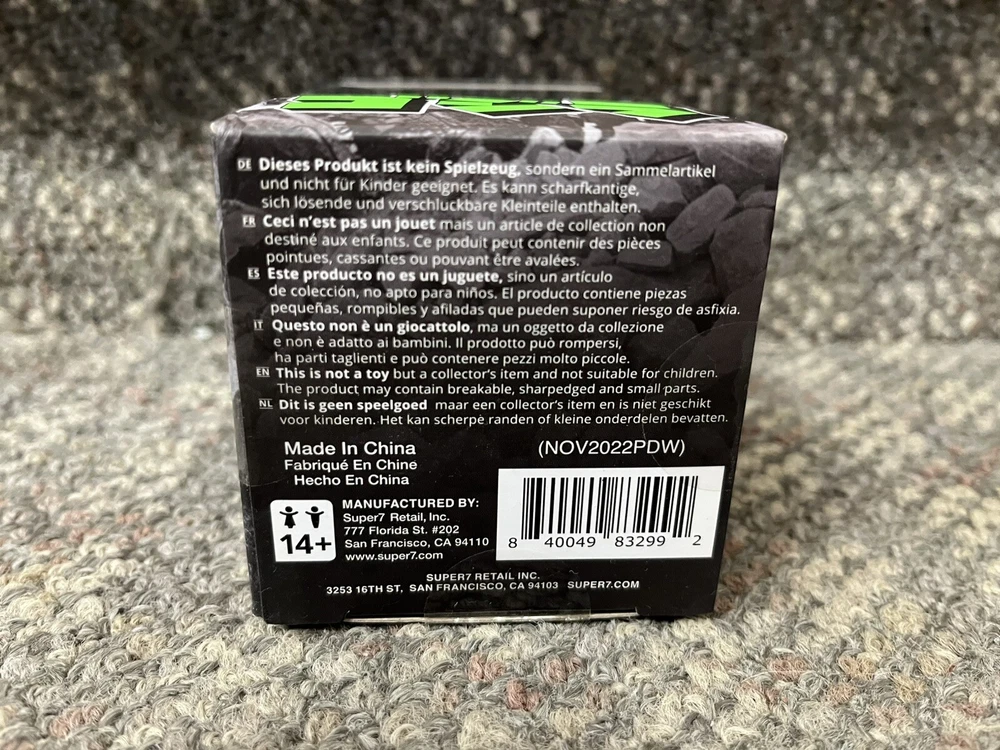 DE Dieses Produkt ist kein Spielzeug, sondern ein Sammelartikel
und nicht für Kinder geeignet. Es kann scharfkantige,
sich lösende und verschluckbare Kleinteile enthalten.
FR Ceci n'est pas un jouet mais un article de collection non
destiné aux enfants. Ce produit peut contenir des pièces
pointues, cassantes ou pouvant être avalées.
ES Este producto no es un juguete, sino un artículo
de colección, no apto para niños. El producto contiene piezas
pequeñas, rompibles y afiladas que pueden suponer riesgo de asfixia.
IT Questo non è un giocattolo, ma un oggetto da collezione
e non è adatto ai bambini. Il prodotto può rompersi,
ha parti taglienti e può contenere pezzi molto piccole.
EN This is not a toy but a collector's item and not suitable for children.
The product may contain breakable, sharpedged and small parts.
NL Dit is geen speelgoed maar een collector's item en is niet geschikt
voor kinderen. Het kan scherpe randen of kleine onderdelen bevatten.
Made In China
Fabriqué En Chine
Hecho En China
(NOV2022PDW)
14+
MANUFACTURED BY:
Super7 Retail, Inc.
777 Florida St. #202
San Francisco, CA 94110
www.super7.com
8 40049 83299 2
SUPER7 RETAIL INC.
3253 16TH ST, SAN FRANCISCO, CA 94103 SUPER7.COM